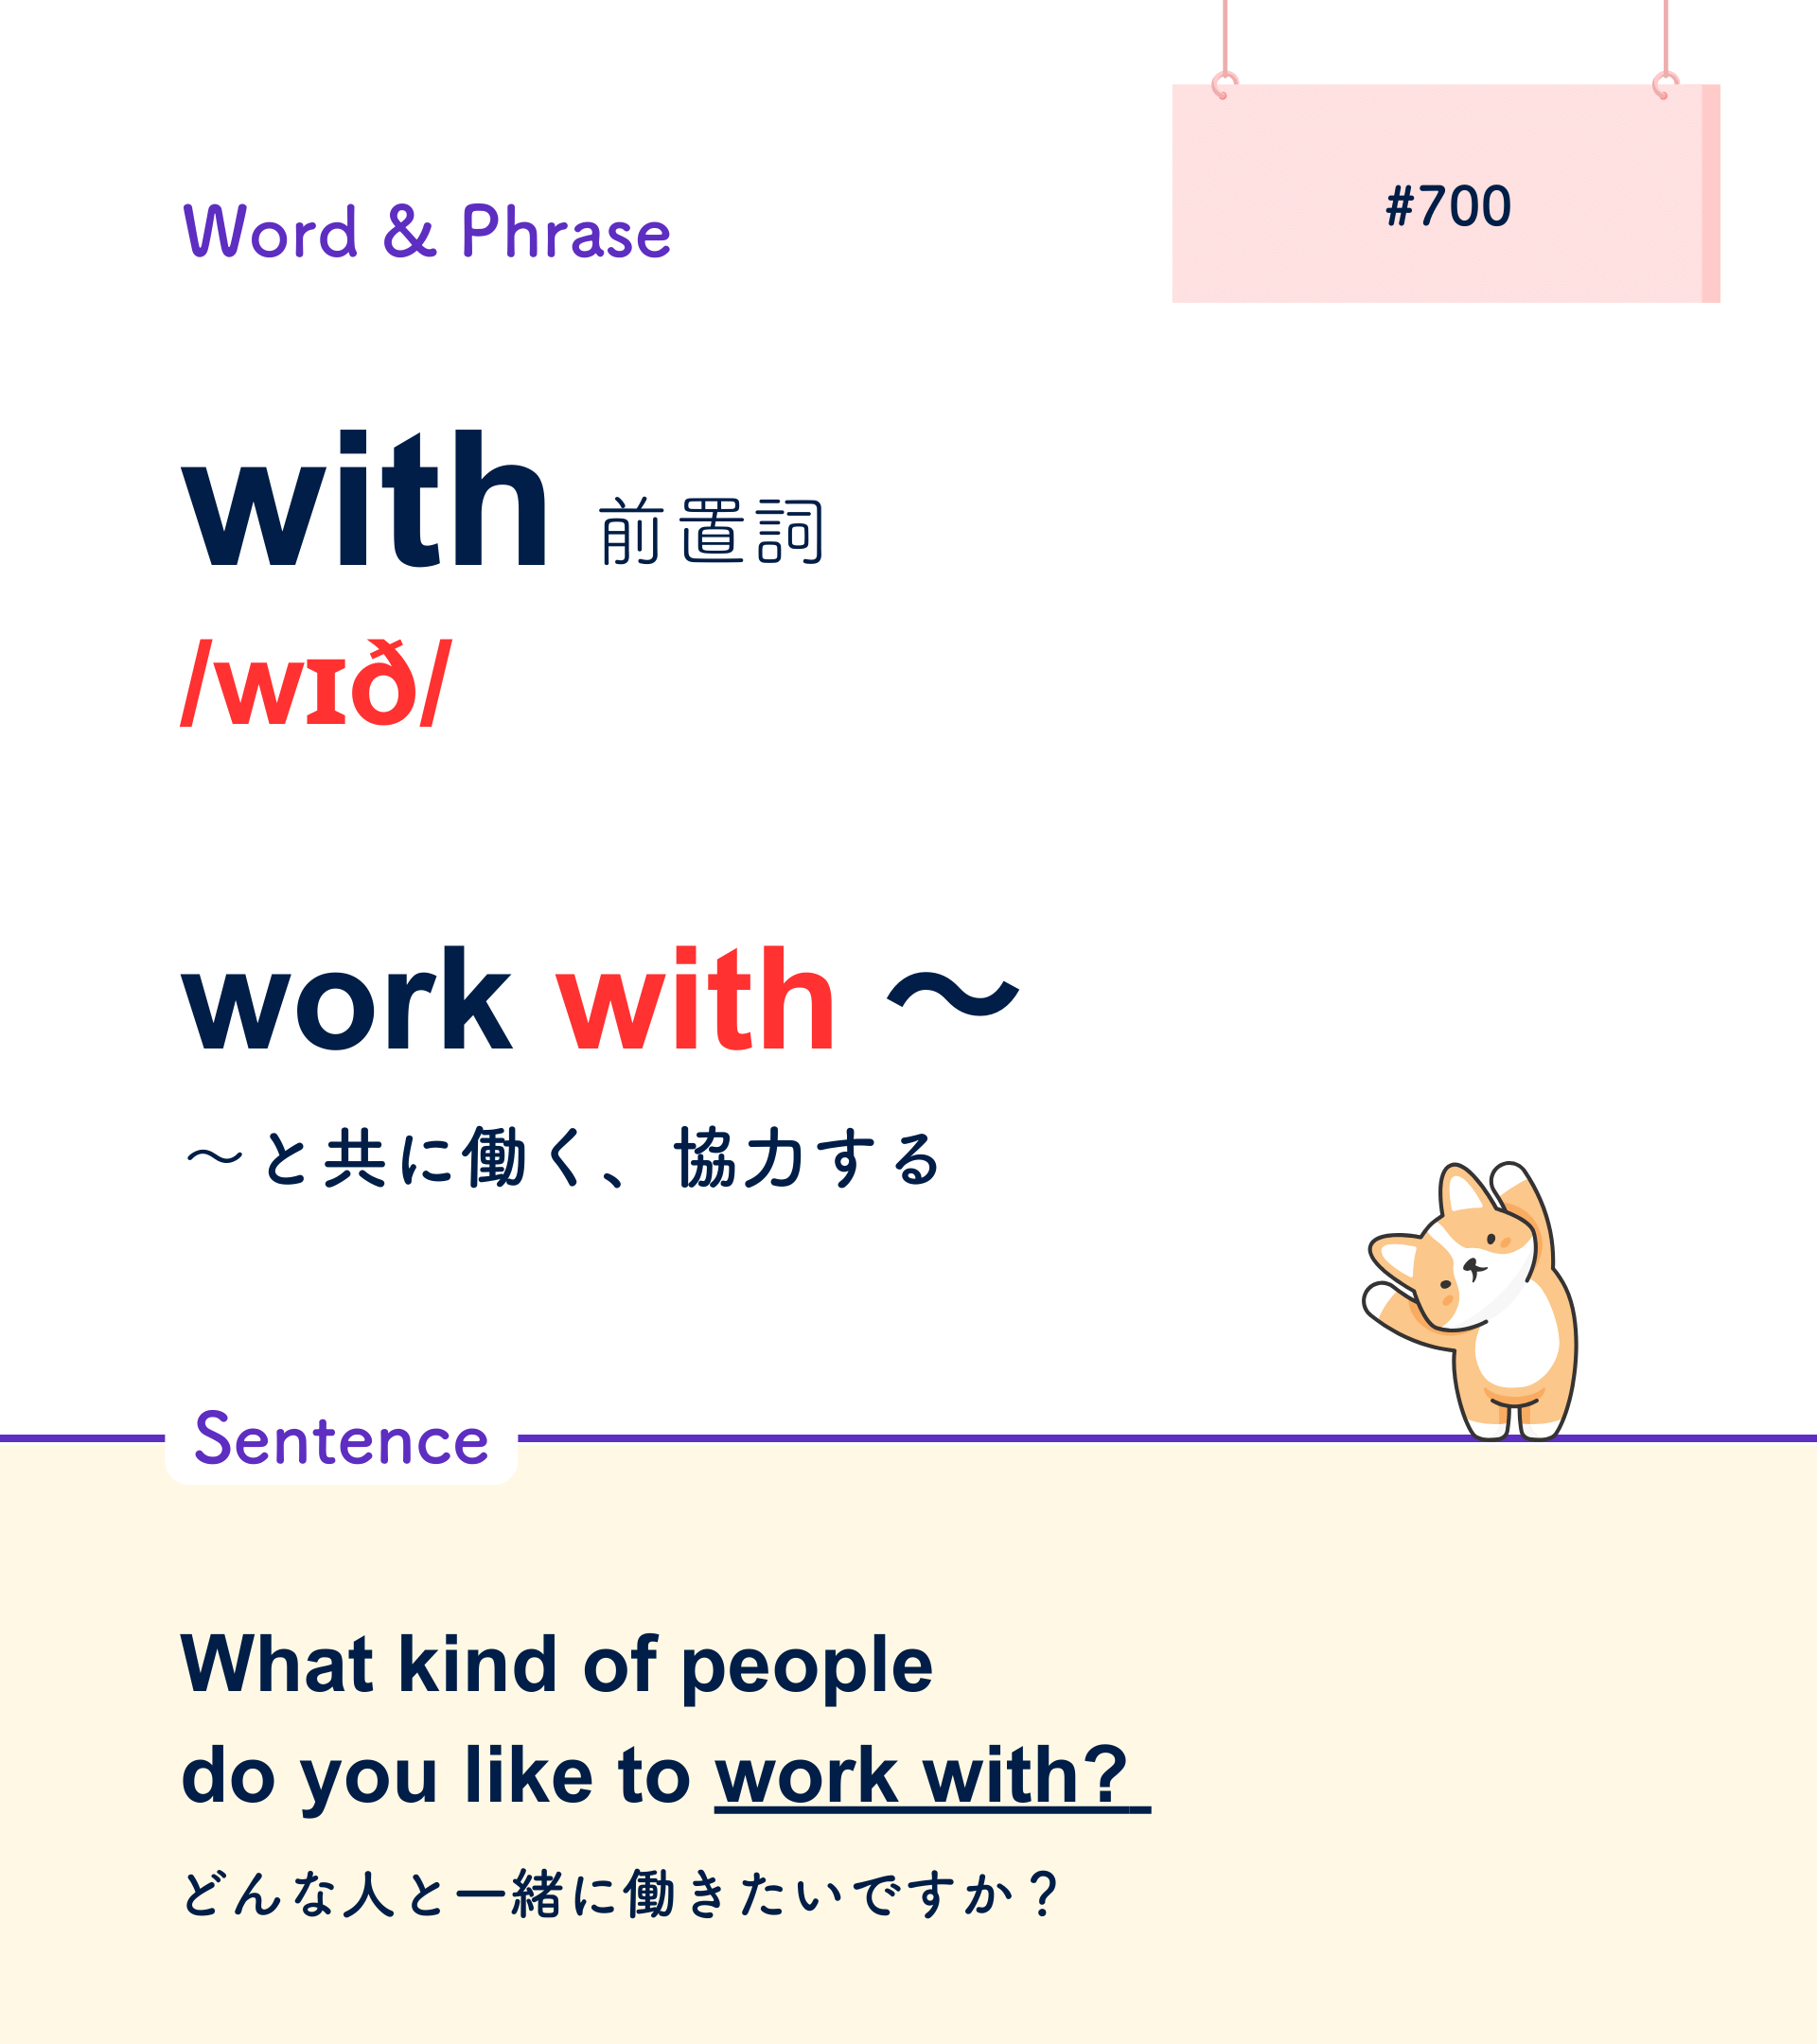 #700
Word & Phrase
with 前置詞
/wɪð/
work with 〜
〜と共に働く、協力する
Sentence
What kind of people
do you like to work with?
どんな人と一緒に働きたいですか？